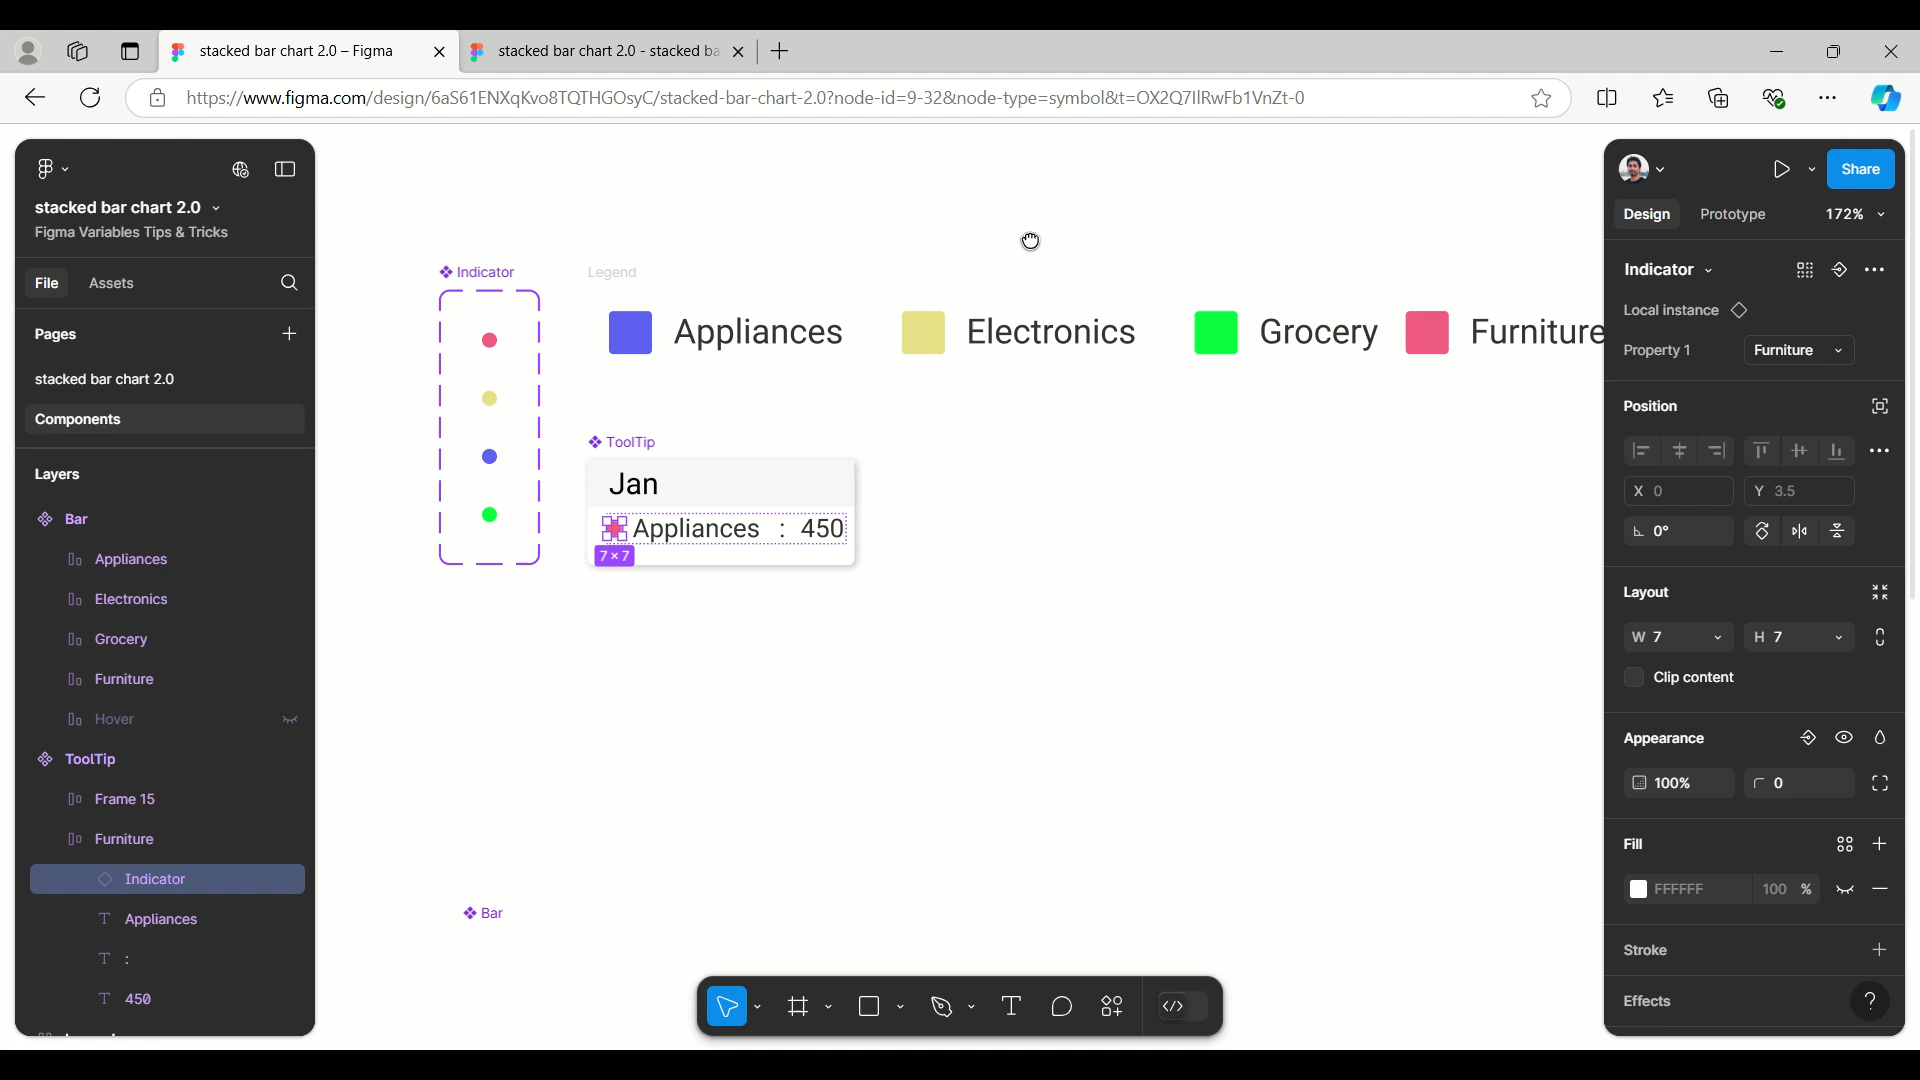 stacked bar chart 2.0 – Figma
stacked bar chart 2.0 - stacked ba
https://www.figma.com/design/6aS61ENXqKvo8TQTHGOsyC/stacked-bar-chart-2.0?node-id=9-32&node-type=symbol&t=OX2Q7IlRwFb1VnZt-0
stacked bar chart 2.0
Figma Variables Tips & Tricks
File
Assets
Pages
stacked bar chart 2.0
Components
Layers
Bar
Appliances
Electronics
Grocery
Furniture
Hover
ToolTip
Frame 15
Furniture
Indicator
Appliances
:
450
Indicator
Legend
Appliances
Electronics
Grocery
Furniture
ToolTip
Jan
Appliances : 450
7 × 7
Bar
Share
Design
Prototype
172%
Indicator
Local instance
Property 1
Furniture
Position
X 0
Y 3.5
0°
Layout
W 7
H 7
Clip content
Appearance
100%
0
Fill
FFFFFF
100 %
Stroke
Effects
?